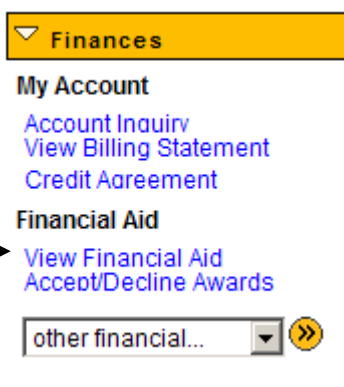 Finances
My Account
Account Inquiry
View Billing Statement
Credit Agreement
Financial Aid
View Financial Aid
Accept/Decline Awards
other financial...